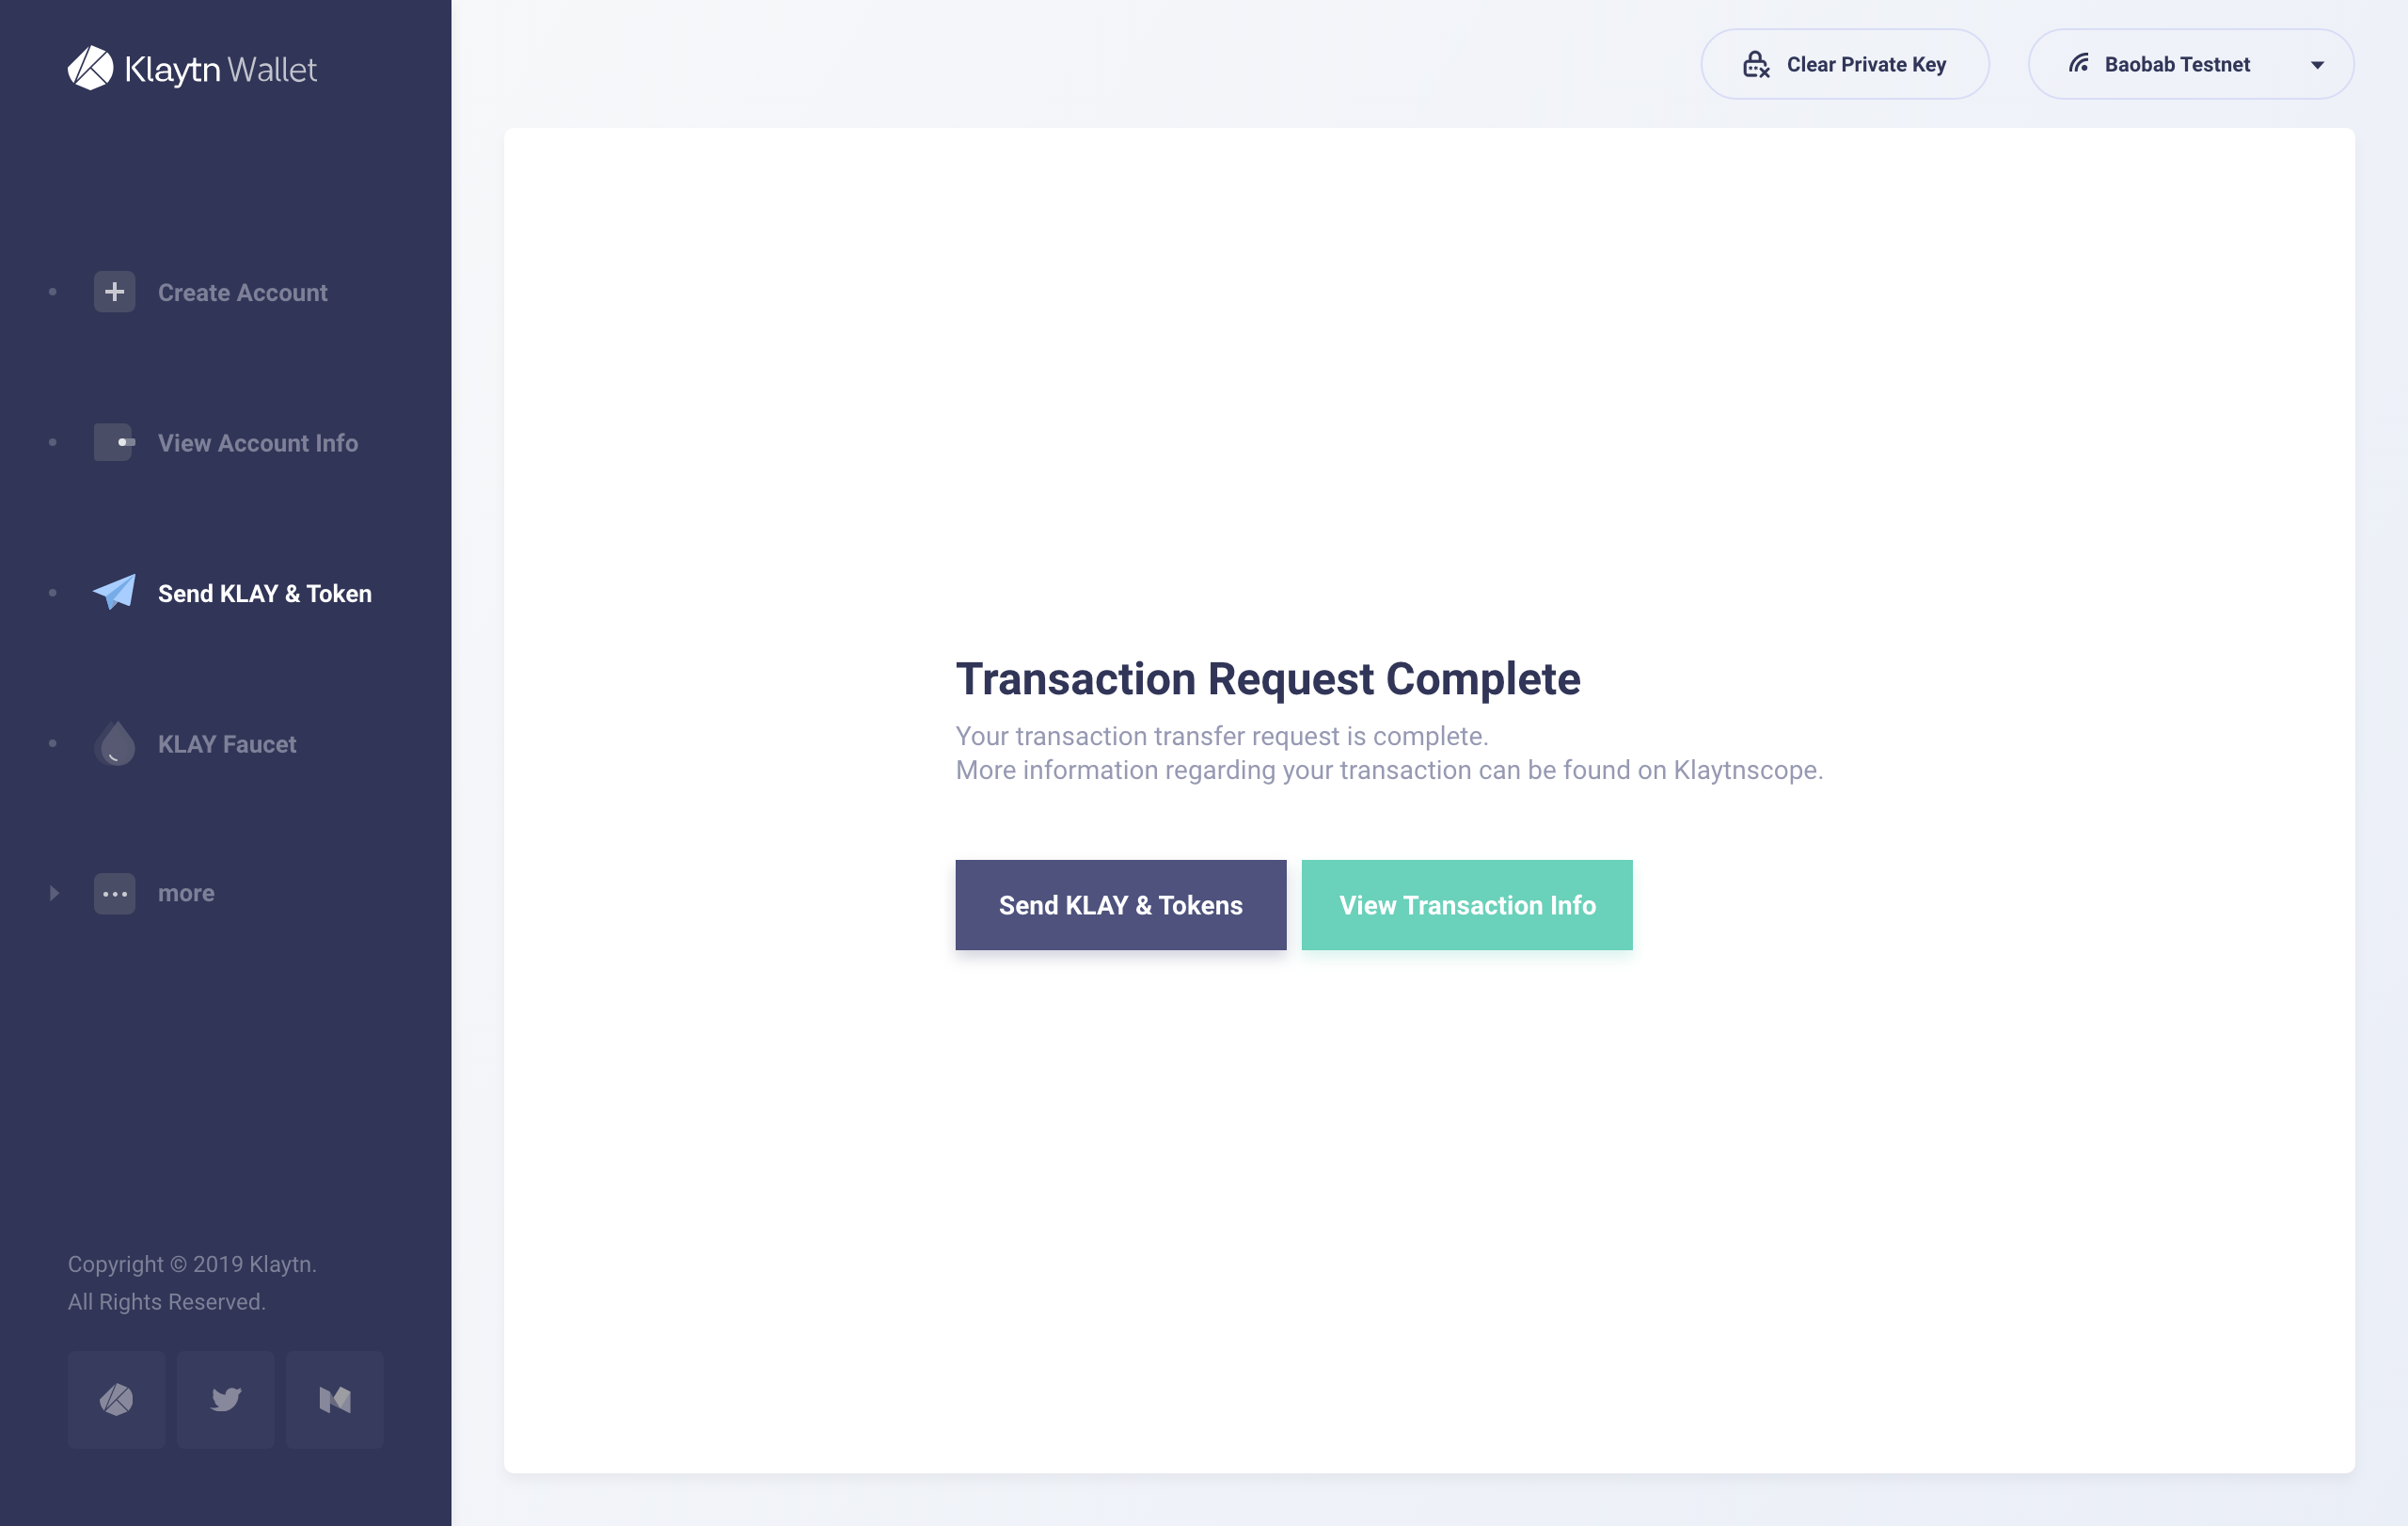 Klaytn Wallet
Create Account
View Account Info
Send KLAY & Token
KLAY Faucet
more
Copyright © 2019 Klaytn.
All Rights Reserved.
Clear Private Key
Baobab Testnet
Transaction Request Complete
Your transaction transfer request is complete.
More information regarding your transaction can be found on Klaytnscope.
Send KLAY & Tokens
View Transaction Info